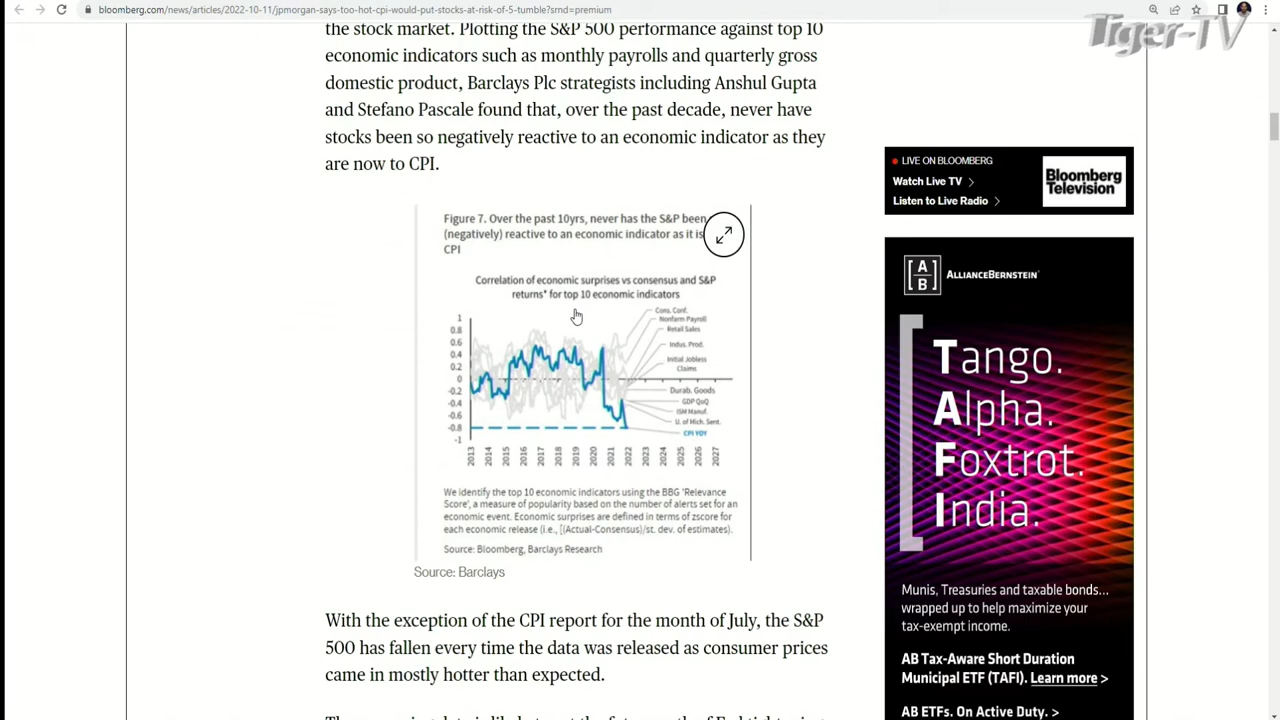 bloomberg.com/news/articles/2022-10-11/jpmorgan-says-too-hot-cpi-would-put-stocks-at-risk-of-5-tumble?srnd=premium
Tiger-TV
the stock market. Plotting the S&P 500 performance against top 10
economic indicators such as monthly payrolls and quarterly gross
domestic product, Barclays Plc strategists including Anshul Gupta
and Stefano Pascale found that, over the past decade, never have
stocks been so negatively reactive to an economic indicator as they
are now to CPI.
Figure 7. Over the past 10yrs, never has the S&P been
(negatively) reactive to an economic indicator as it is
CPI
Correlation of economic surprises vs consensus and S&P
returns* for top 10 economic indicators
1
0.8
0.6
0.4
0.2
0
-0.2
-0.4
-0.6
-0.8
-1
Cons. Conf.
Nonfarm Payroll
Retail Sales
Indus. Prod.
Initial Jobless
Claims
Durab. Goods
GDP QoQ
ISM Manuf.
U. of Mich. Sent.
CPI YOY
2013
2014
2015
2016
2017
2018
2019
2020
2021
2022
2023
2024
2025
2026
2027
We identify the top 10 economic indicators using the BBG 'Relevance
Score', a measure of popularity based on the number of alerts set for an
economic event. Economic surprises are defined in terms of zscore for
each economic release (i.e., [(Actual-Consensus)/st. dev. of estimates).
Source: Bloomberg, Barclays Research
Source: Barclays
With the exception of the CPI report for the month of July, the S&P
500 has fallen every time the data was released as consumer prices
came in mostly hotter than expected.
LIVE ON BLOOMBERG
Watch Live TV >
Listen to Live Radio >
Bloomberg
Television
[A B] ALLIANCEBERNSTEIN®
Tango.
Alpha.
Foxtrot.
India.
Munis, Treasuries and taxable bonds...
wrapped up to help maximize your
tax-exempt income.
AB Tax-Aware Short Duration
Municipal ETF (TAFI). Learn more >
AB ETFs. On Active Duty. >